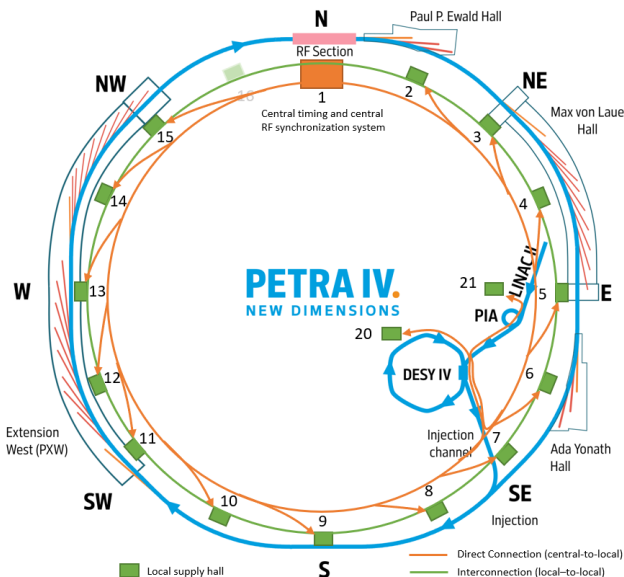 N
Paul P. Ewald Hall
RF Section
NW
NE
16
1
2
Central timing and central
RF synchronization system
Max von Laue
Hall
15
3
14
4
LINAC II
PETRA IV.
NEW DIMENSIONS
W
13
21
5
E
PIA
20
DESY IV
12
6
Extension
West (PXW)
11
Injection
channel
7
Ada Yonath
Hall
SW
10
8
SE
9
Injection
S
Local supply hall
Direct Connection (central-to-local)
Interconnection (local–to-local)